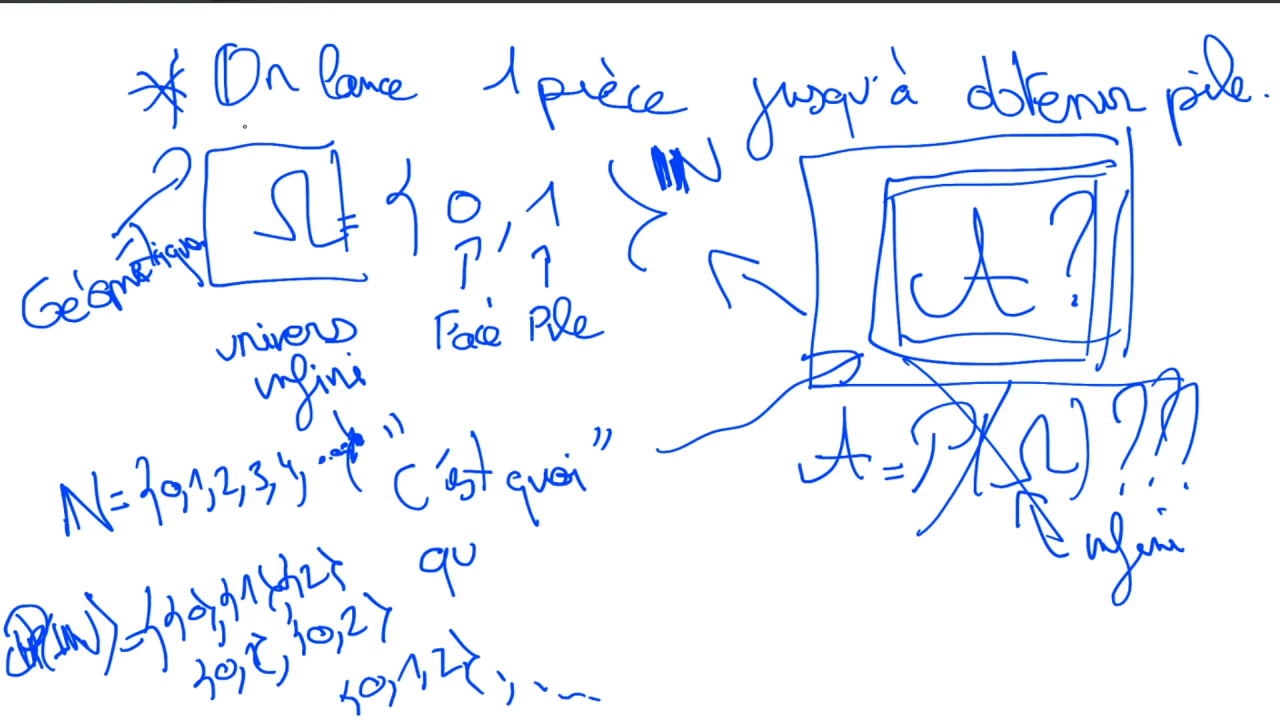 * On lance 1 pièce jusqu'à obtenir pile.
? Ω = { 0, 1 }ℕ
Géométrique
↑ ↑
Face Pile
univers
infini
𝒜 ?
𝒜 = P(Ω) ???
infini
N = {0, 1, 2, 3, 4, ... } "C'est quoi"
qu
P(ℕ) = { {0}, {1}, {2}
{0,1}, {0,2}
{0,1,2}, ....